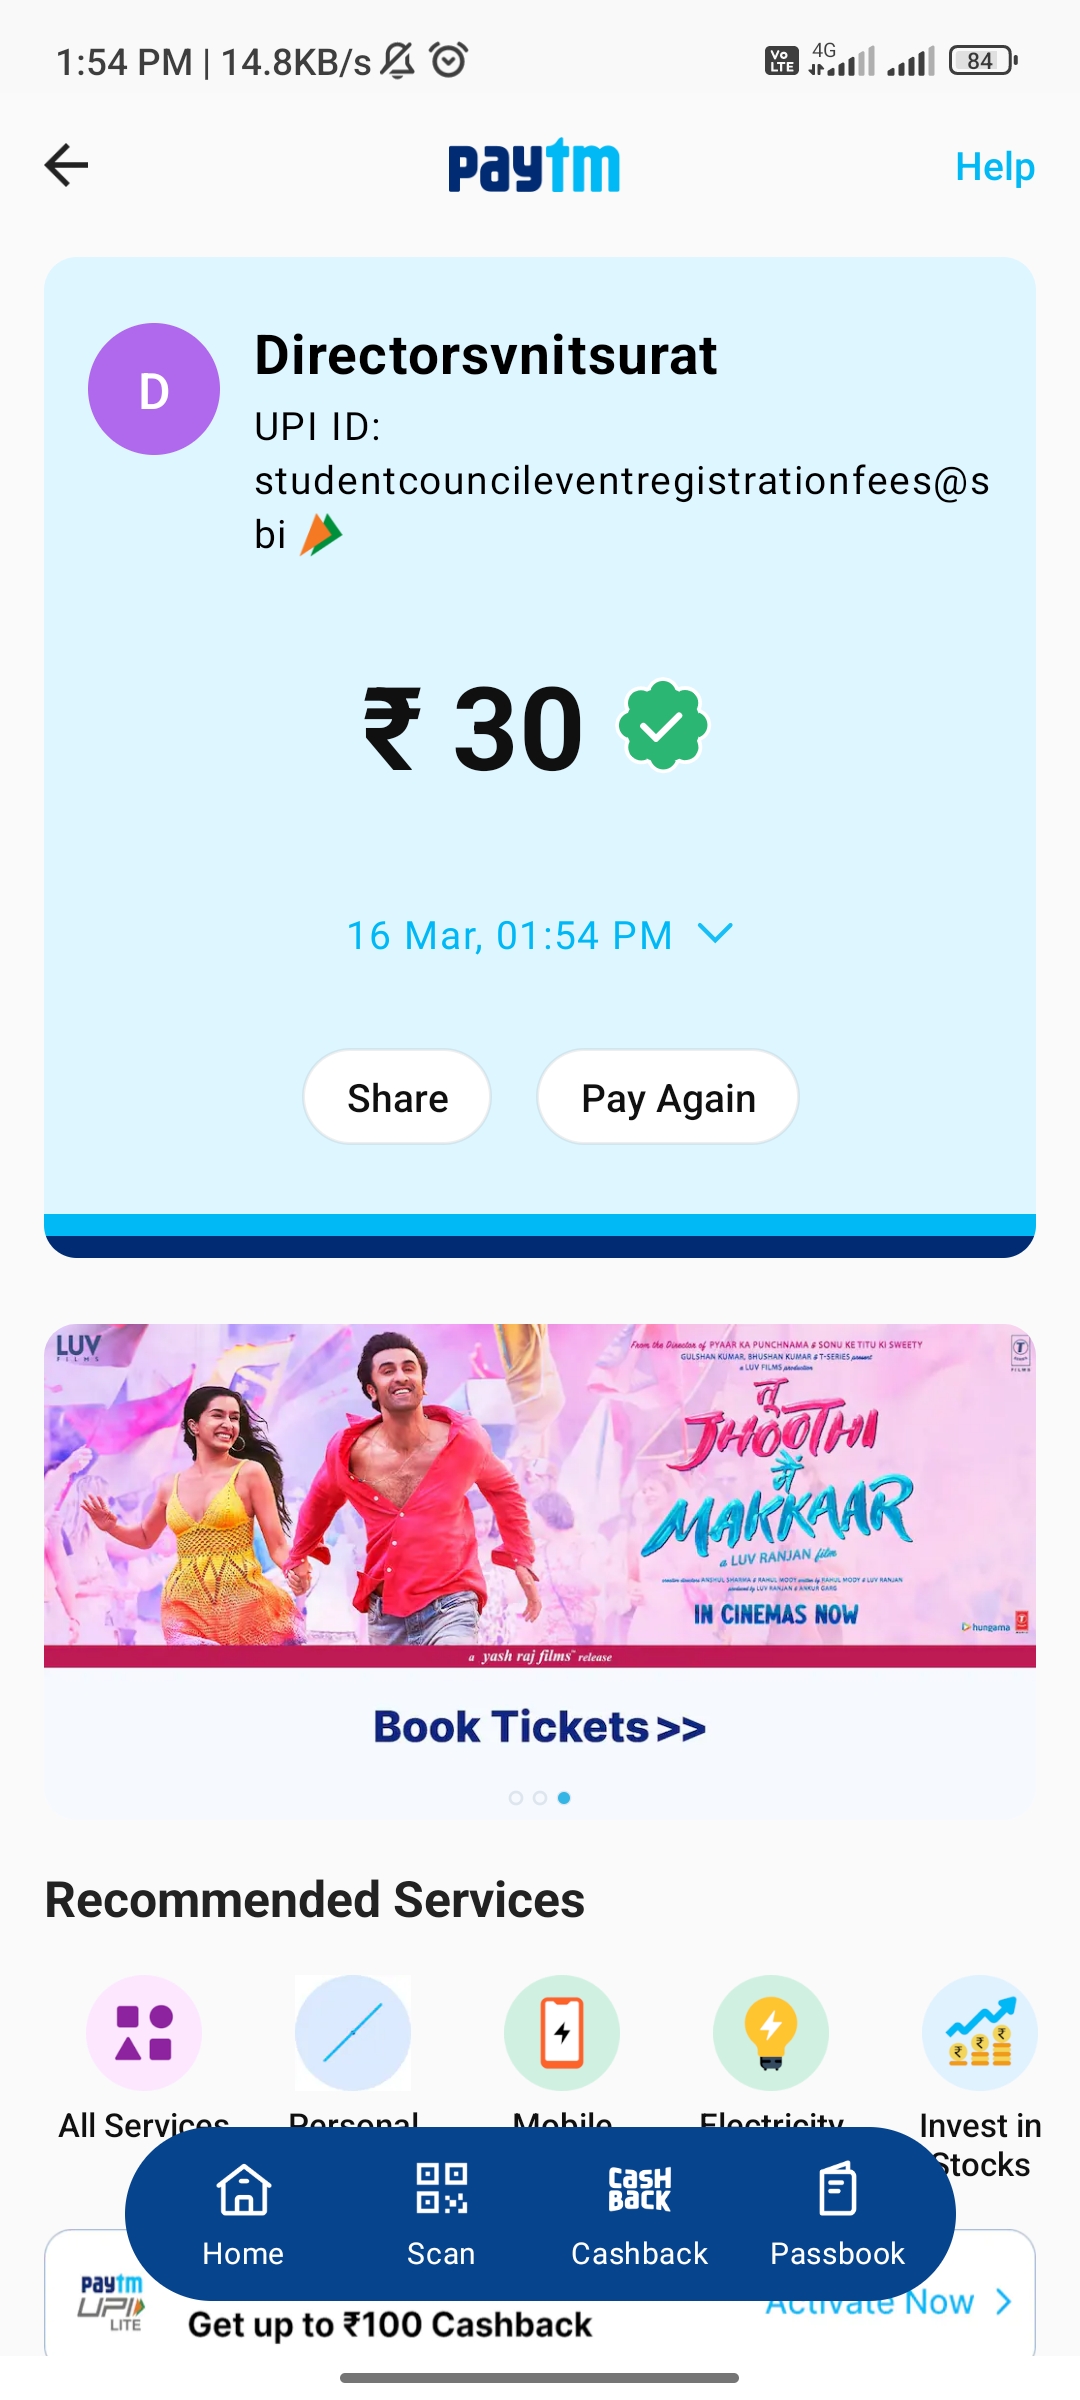 1:54 PM | 14.8KB/s
Vo LTE 4G 84
paytm
Help
D
Directorsvnitsurat
UPI ID:
studentcouncileventregistrationfees@s
bi
₹ 30
16 Mar, 01:54 PM
Share
Pay Again
LUV
FILMS
From the Director of PYAAR KA PUNCHNAMA & SONU KE TITU KI SWEETY
GULSHAN KUMAR, BHUSHAN KUMAR & T-SERIES present
a LUV FILMS production
तू
JHOOTHI
मैं
MAKKAAR
a LUV RANJAN film
IN CINEMAS NOW
hungama
a yash raj films release
Book Tickets>>
Recommended Services
All Services
Personal
Mobile
Electricity
Invest in
Stocks
CASH
BACK
Home
Scan
Cashback
Passbook
paytm
UPI
LITE
Activate Now
Get up to ₹100 Cashback